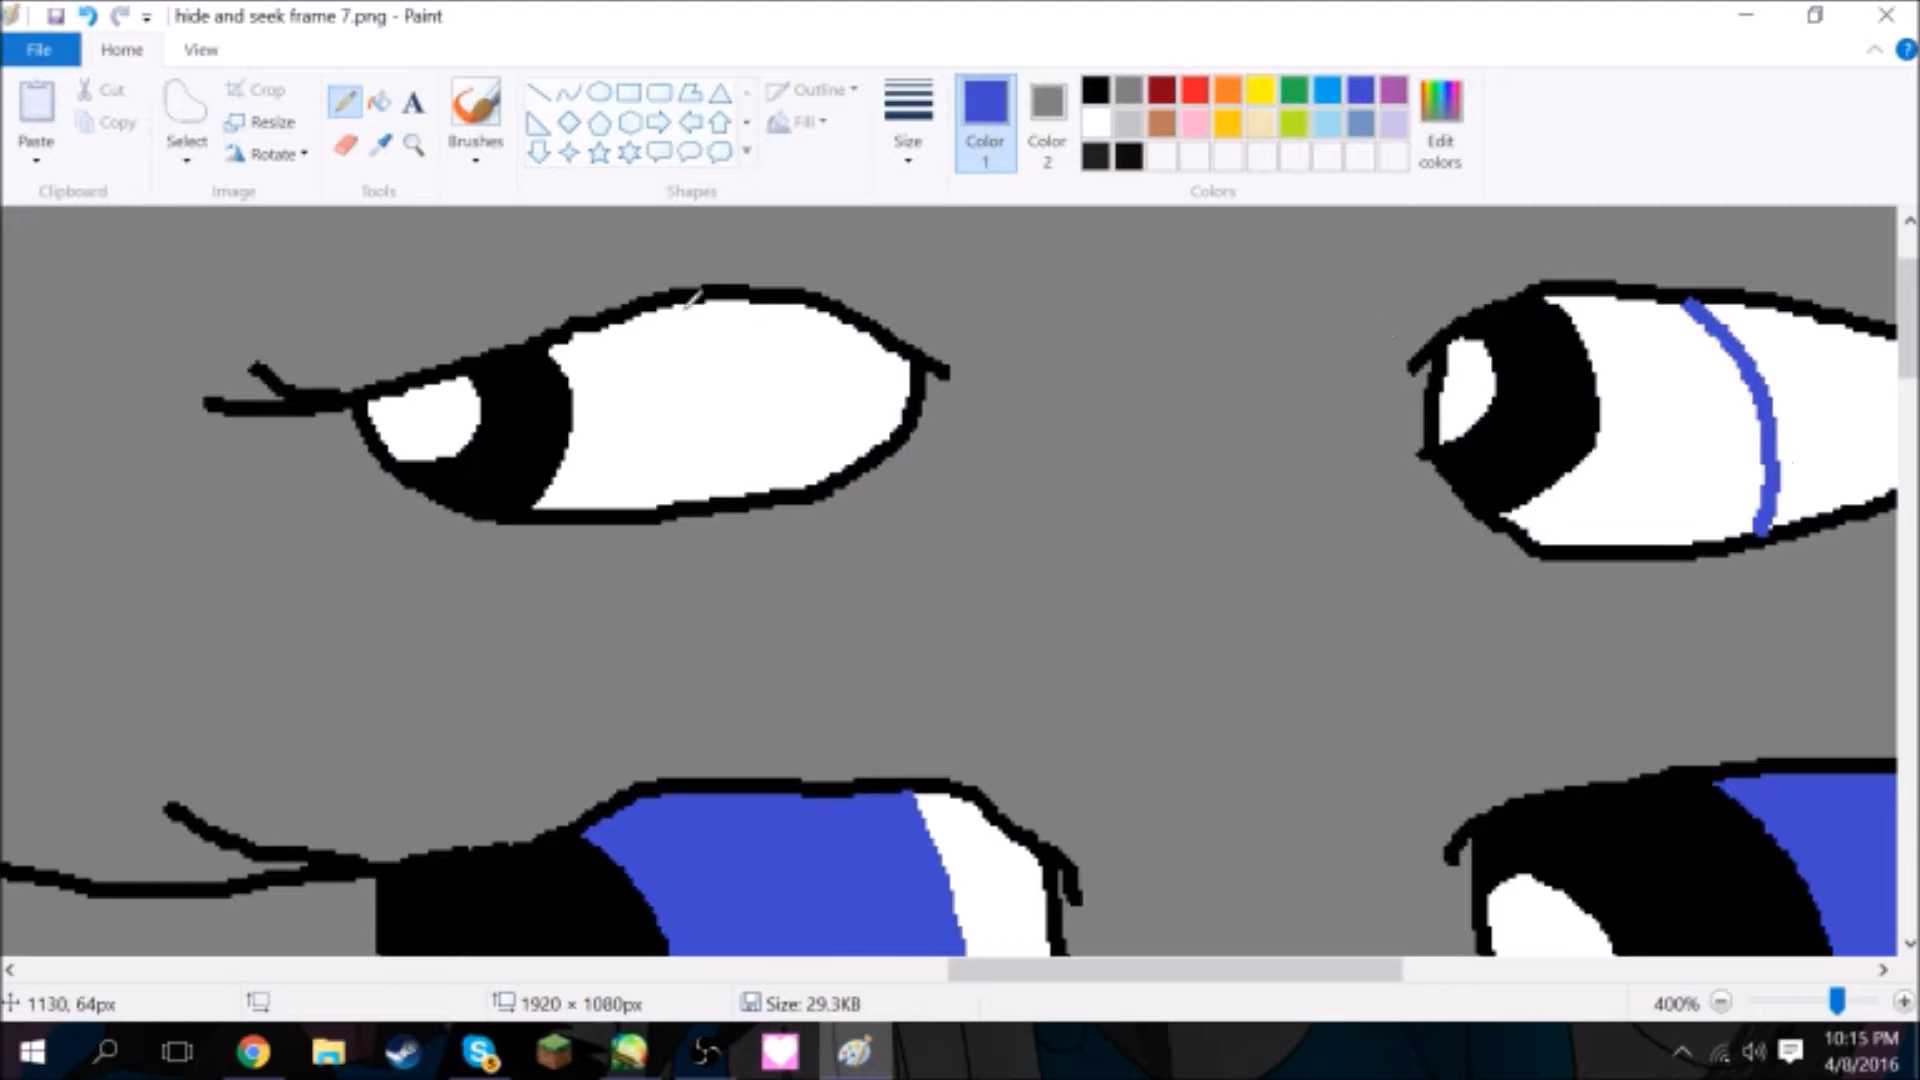 hide and seek frame 7.png - Paint
File Home View
Paste
Cut
Copy
Clipboard
Select
Crop
Resize
Rotate
Image
A
Tools
Brushes
Outline
Fill
Shapes
Size
Color 1
Color 2
Edit colors
Colors
1130, 64px
1920 × 1080px
Size: 29.3KB
400%
10:15 PM
4/8/2016